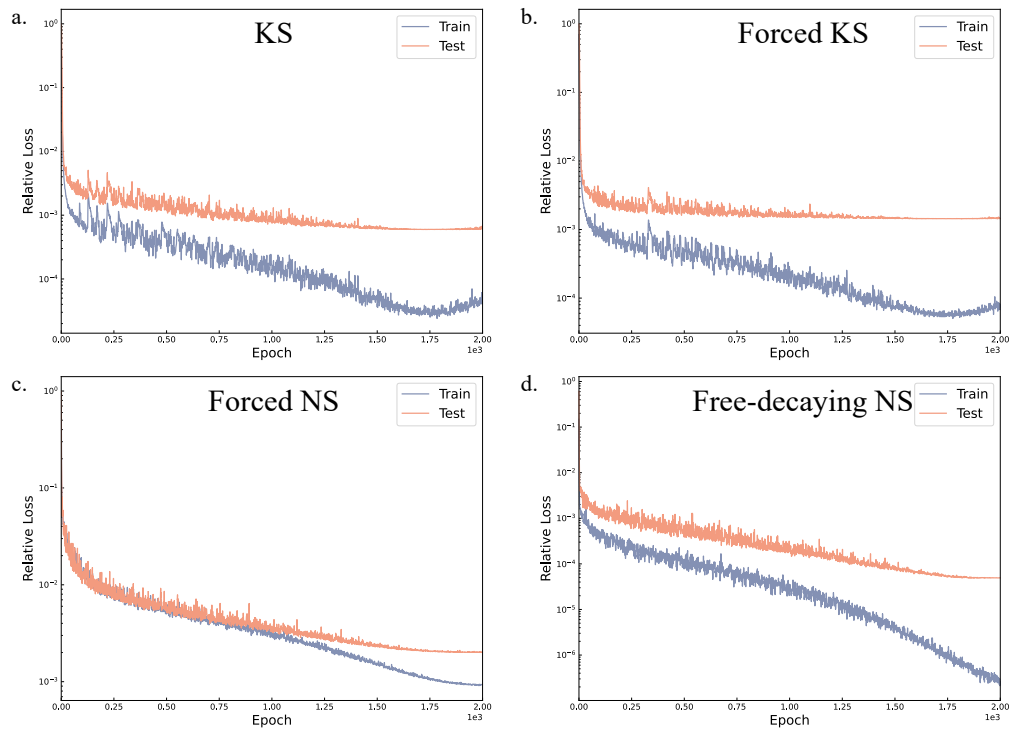 a.
KS
Train
Test
Relative Loss
10⁰
10⁻¹
10⁻²
10⁻³
10⁻⁴
0.00 0.25 0.50 0.75 1.00 1.25 1.50 1.75 2.00
1e3
Epoch
b.
Forced KS
Train
Test
Relative Loss
10⁰
10⁻¹
10⁻²
10⁻³
10⁻⁴
0.00 0.25 0.50 0.75 1.00 1.25 1.50 1.75 2.00
1e3
Epoch
c.
Forced NS
Train
Test
Relative Loss
10⁰
10⁻¹
10⁻²
10⁻³
0.00 0.25 0.50 0.75 1.00 1.25 1.50 1.75 2.00
1e3
Epoch
d.
Free-decaying NS
Train
Test
Relative Loss
10⁰
10⁻¹
10⁻²
10⁻³
10⁻⁴
10⁻⁵
10⁻⁶
0.00 0.25 0.50 0.75 1.00 1.25 1.50 1.75 2.00
1e3
Epoch